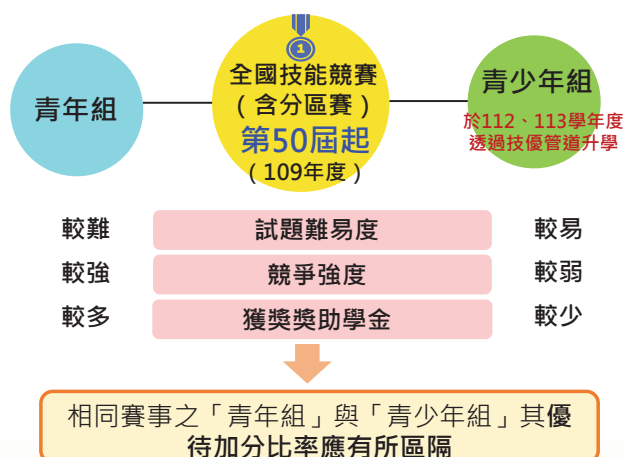 1
青年組
全國技能競賽
（含分區賽）
第50屆起
（109年度）
青少年組
於112、113學年度
透過技優管道升學
較難 試題難易度 較易
較強 競爭強度 較弱
較多 獲獎獎助學金 較少
相同賽事之「青年組」與「青少年組」其優
待加分比率應有所區隔